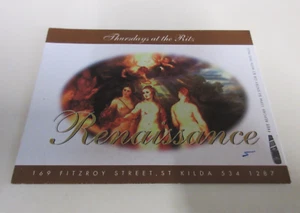 Thursdays at the Ritz
Renaissance
169 FITZROY STREET, ST KILDA 534 1267